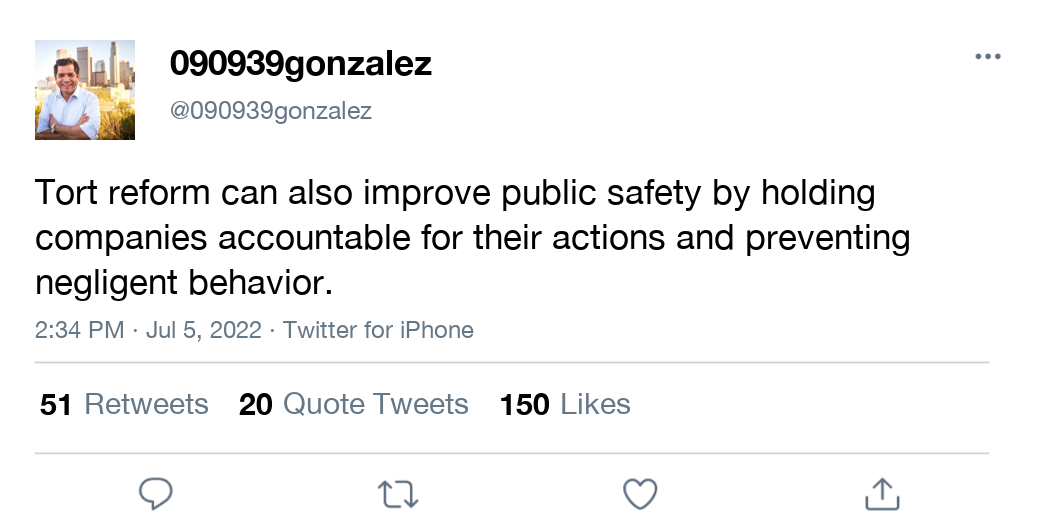 090939gonzalez
@090939gonzalez
Tort reform can also improve public safety by holding
companies accountable for their actions and preventing
negligent behavior.
2:34 PM · Jul 5, 2022 · Twitter for iPhone
51 Retweets 20 Quote Tweets 150 Likes